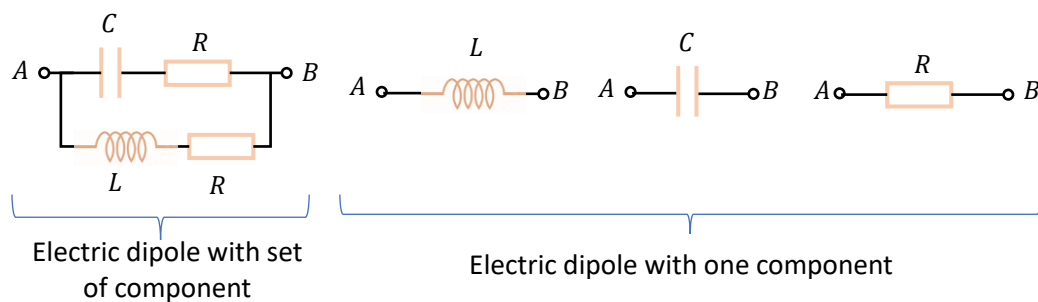 C
R
A
B
L
R
L
A
B
C
A
B
R
A
B
Electric dipole with set
of component
Electric dipole with one component